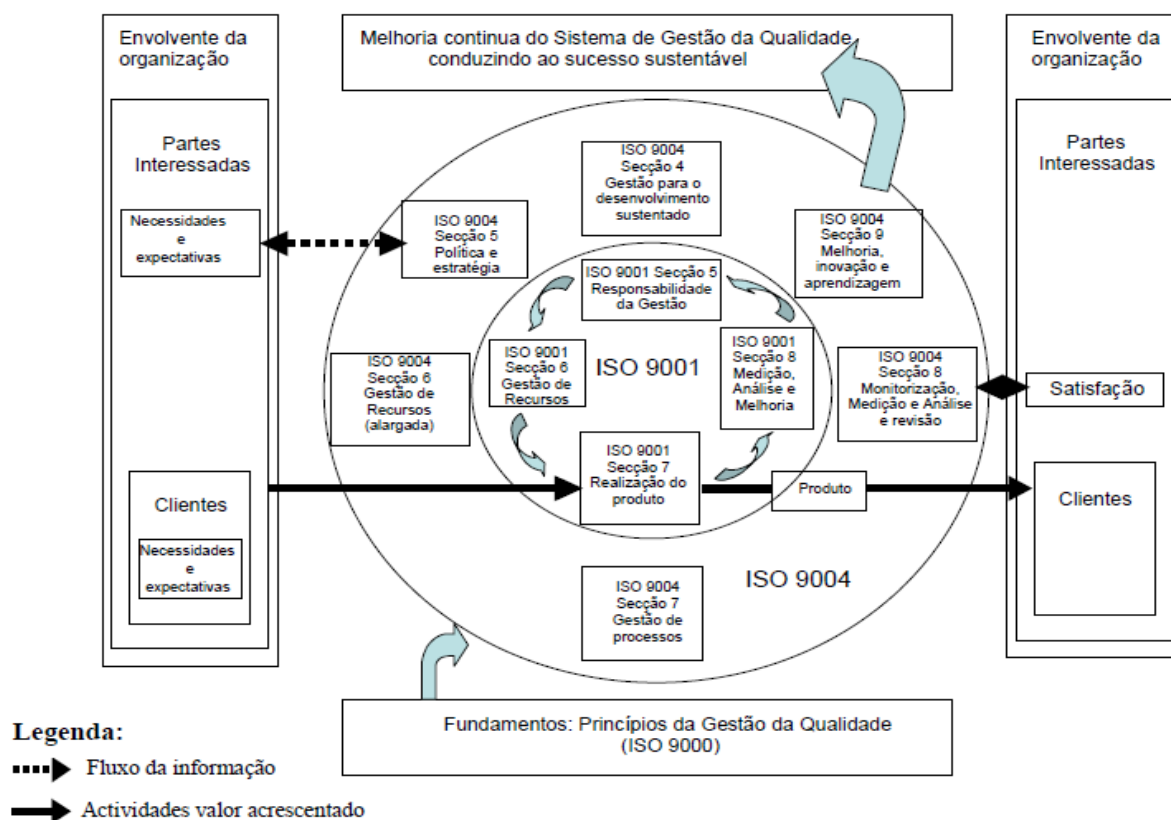 Envolvente da
organização
Partes
Interessadas
Necessidades
e
expectativas
Clientes
Necessidades
e
expectativas
Melhoria continua do Sistema de Gestão da Qualidade
conduzindo ao sucesso sustentável
ISO 9004
Secção 4
Gestão para o
desenvolvimento
sustentado
ISO 9004
Secção 5
Política e
estratégia
ISO 9004
Secção 9
Melhoria,
inovação e
aprendizagem
ISO 9001 Secção 5
Responsabilidade
da Gestão
ISO 9004
Secção 6
Gestão de
Recursos
(alargada)
ISO 9001
Secção 6
Gestão de
Recursos
ISO 9001
ISO 9001
Secção 8
Medição,
Análise e
Melhoria
ISO 9004
Secção 8
Monitorização,
Medição e Análise
e revisão
ISO 9001
Secção 7
Realização do
produto
Produto
ISO 9004
ISO 9004
Secção 7
Gestão de
processos
Fundamentos: Princípios da Gestão da Qualidade
(ISO 9000)
Envolvente da
organização
Partes
Interessadas
Satisfação
Clientes
Legenda:
Fluxo da informação
Actividades valor acrescentado